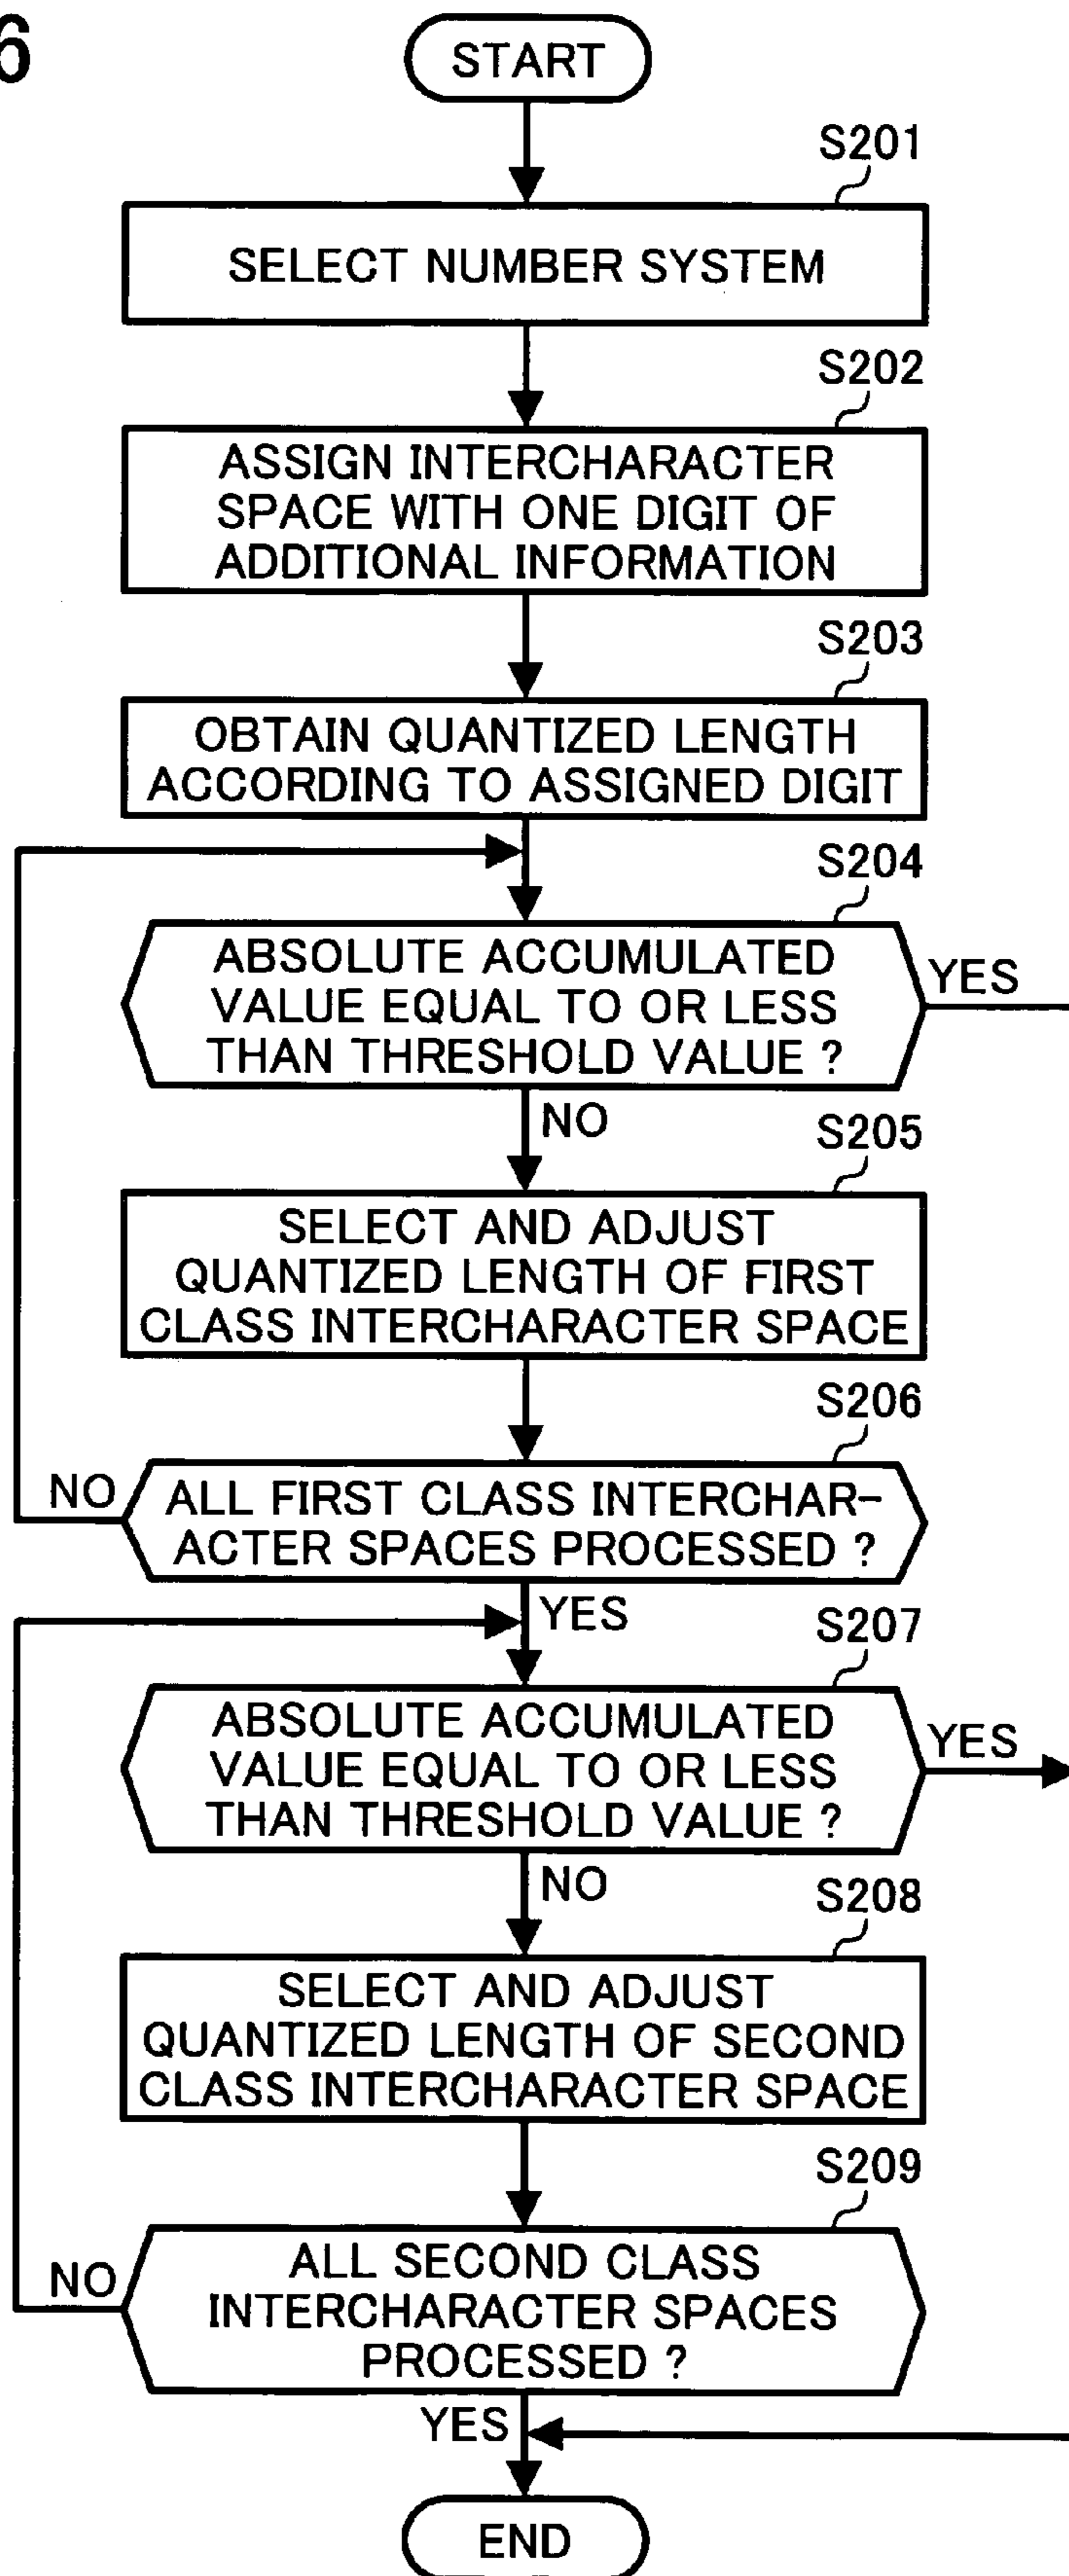 6
START
S201
SELECT NUMBER SYSTEM
S202
ASSIGN INTERCHARACTER
SPACE WITH ONE DIGIT OF
ADDITIONAL INFORMATION
S203
OBTAIN QUANTIZED LENGTH
ACCORDING TO ASSIGNED DIGIT
S204
ABSOLUTE ACCUMULATED
VALUE EQUAL TO OR LESS
THAN THRESHOLD VALUE ?
YES
NO
S205
SELECT AND ADJUST
QUANTIZED LENGTH OF FIRST
CLASS INTERCHARACTER SPACE
S206
NO
ALL FIRST CLASS INTERCHAR-
ACTER SPACES PROCESSED ?
YES
S207
ABSOLUTE ACCUMULATED
VALUE EQUAL TO OR LESS
THAN THRESHOLD VALUE ?
YES
NO
S208
SELECT AND ADJUST
QUANTIZED LENGTH OF SECOND
CLASS INTERCHARACTER SPACE
S209
NO
ALL SECOND CLASS
INTERCHARACTER SPACES
PROCESSED ?
YES
END